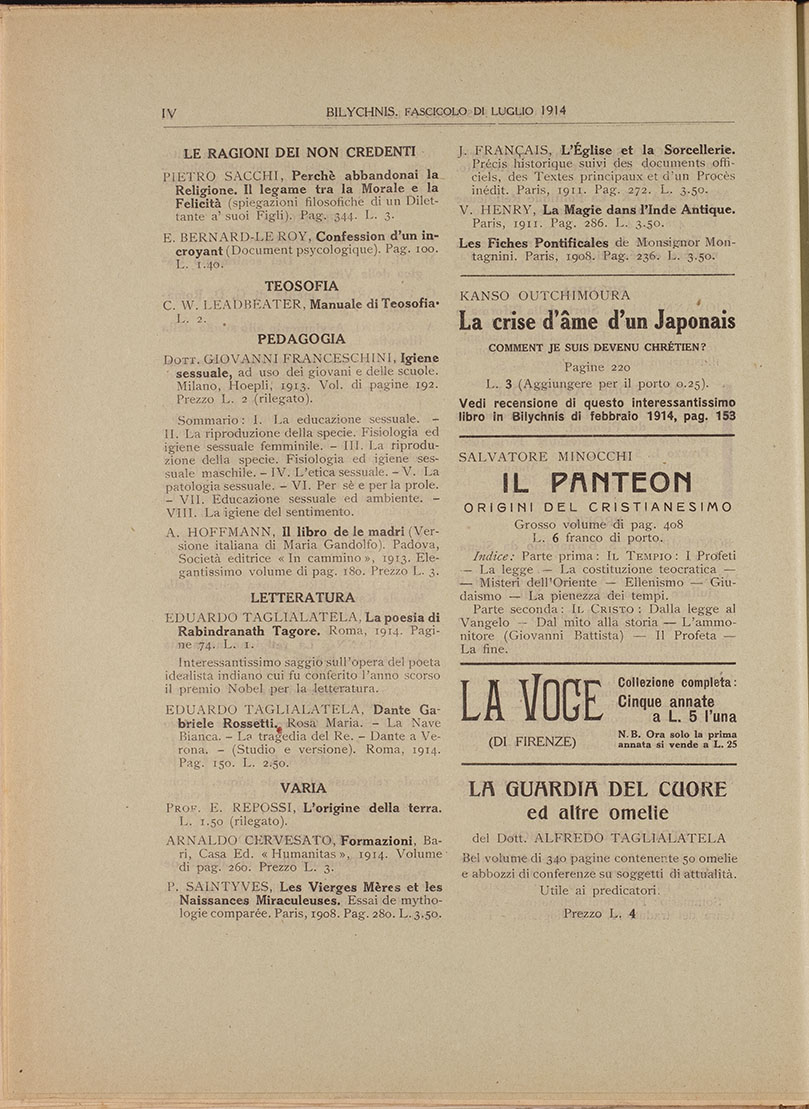 IV
BILYCHNIS. FASCICOLO DI LUGLIO 1914
LE RAGIONI DEI NON CREDENTI
PIETRO SACCHI, Perchè abbandonai la
Religione. Il legame tra la Morale e la
Felicità (spiegazioni filosofiche di un Dilet-
tante a' suoi Figli). Pag. 344. L. 3.
E. BERNARD-LE ROY, Confession d'un in-
croyant (Document psycologique). Pag. 100.
L. 1.40.
TEOSOFIA
C. W. LEADBEATER, Manuale di Teosofia.
L. 2.
PEDAGOGIA
DOTT. GIOVANNI FRANCESCHINI, Igiene
sessuale, ad uso dei giovani e delle scuole.
Milano, Hoepli, 1913. Vol. di pagine 192.
Prezzo L. 2 (rilegato).
Sommario: I. La educazione sessuale. –
II. La riproduzione della specie. Fisiologia ed
igiene sessuale femminile. – III. La riprodu-
zione della specie. Fisiologia ed igiene ses-
suale maschile. – IV. L'etica sessuale. – V. La
patologia sessuale. – VI. Per sè e per la prole.
– VII. Educazione sessuale ed ambiente. –
VIII. La igiene del sentimento.
A. HOFFMANN, Il libro de le madri (Ver-
sione italiana di Maria Gandolfo). Padova,
Società editrice « In cammino », 1913. Ele-
gantissimo volume di pag. 180. Prezzo L. 3.
LETTERATURA
EDUARDO TAGLIALATELA, La poesia di
Rabindranath Tagore. Roma, 1914. Pagi-
ne 74. L. 1.
Interessantissimo saggio sull'opera del poeta
idealista indiano cui fu conferito l'anno scorso
il premio Nobel per la letteratura.
EDUARDO TAGLIALATELA, Dante Ga-
briele Rossetti. Rosa Maria. – La Nave
Bianca. – La tragedia del Re. – Dante a Ve-
rona. – (Studio e versione). Roma, 1914.
Pag. 150. L. 2.50.
VARIA
PROF. E. REPOSSI, L'origine della terra.
L. 1.50 (rilegato).
ARNALDO CERVESATO, Formazioni, Ba-
ri, Casa Ed. « Humanitas », 1914. Volume
di pag. 260. Prezzo L. 3.
P. SAINTYVES, Les Vierges Mères et les
Naissances Miraculeuses. Essai de mytho-
logie comparée. Paris, 1908. Pag. 280. L. 3.50.
J. FRANÇAIS, L'Église et la Sorcellerie.
Précis historique suivi des documents offi-
ciels, des Textes principaux et d'un Procès
inédit. Paris, 1911. Pag. 272. L. 3.50.
V. HENRY, La Magie dans l'Inde Antique.
Paris, 1911. Pag. 286. L. 3.50.
Les Fiches Pontificales de Monsignor Mon-
tagnini. Paris, 1908. Pag. 236. L. 3.50.
KANSO OUTCHIMOURA
La crise d'âme d'un Japonais
COMMENT JE SUIS DEVENU CHRÉTIEN?
Pagine 220
L. 3 (Aggiungere per il porto 0.25).
Vedi recensione di questo interessantissimo
libro in Bilychnis di febbraio 1914, pag. 153
SALVATORE MINOCCHI
IL PANTEON
ORIGINI DEL CRISTIANESIMO
Grosso volume di pag. 408
L. 6 franco di porto.
Indice: Parte prima: IL TEMPIO: I Profeti
— La legge — La costituzione teocratica —
— Misteri dell'Oriente — Ellenismo — Giu-
daismo — La pienezza dei tempi.
Parte seconda: IL CRISTO: Dalla legge al
Vangelo — Dal mito alla storia — L'ammo-
nitore (Giovanni Battista) — Il Profeta —
La fine.
LA VOCE
(DI FIRENZE)
Collezione completa:
Cinque annate
a L. 5 l'una
N. B. Ora solo la prima
annata si vende a L. 25
LA GUARDIA DEL CUORE
ed altre omelie
del Dott. ALFREDO TAGLIALATELA
Bel volume di 340 pagine contenente 50 omelie
e abbozzi di conferenze su soggetti di attualità.
Utile ai predicatori.
Prezzo L. 4